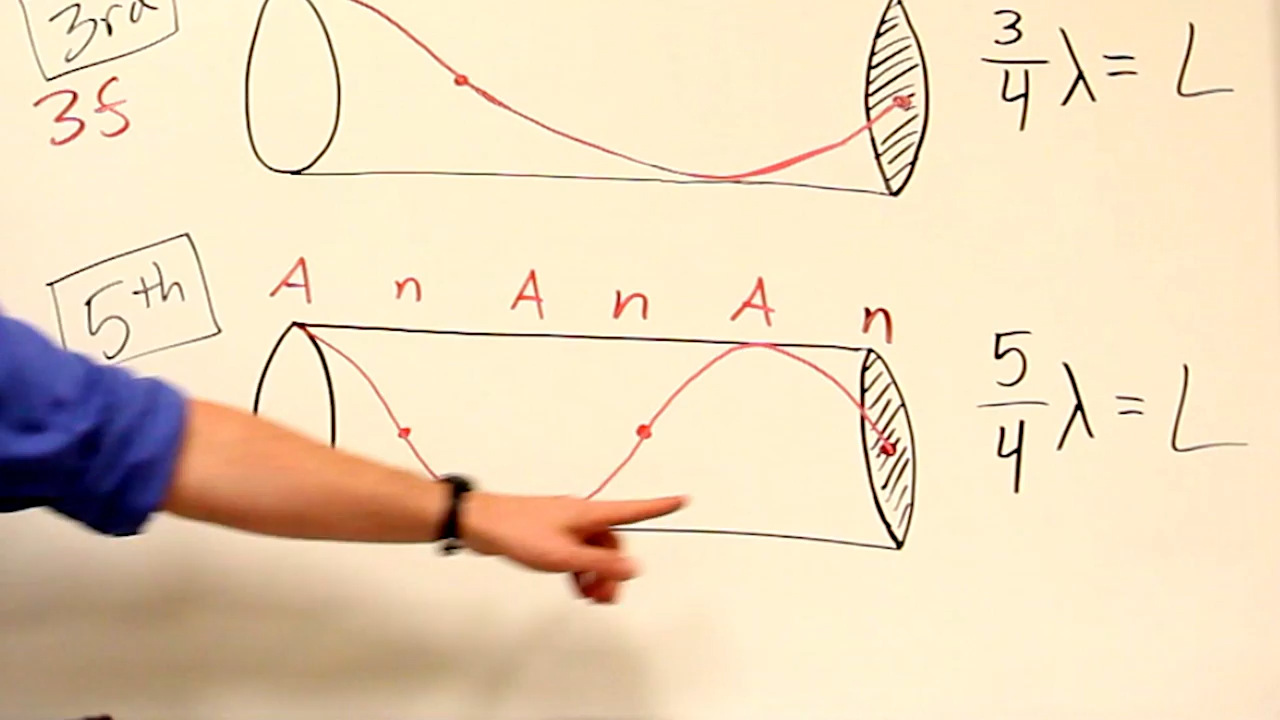 3rd
3f
3/4 λ = L
5th
A n A n A n
5/4 λ = L